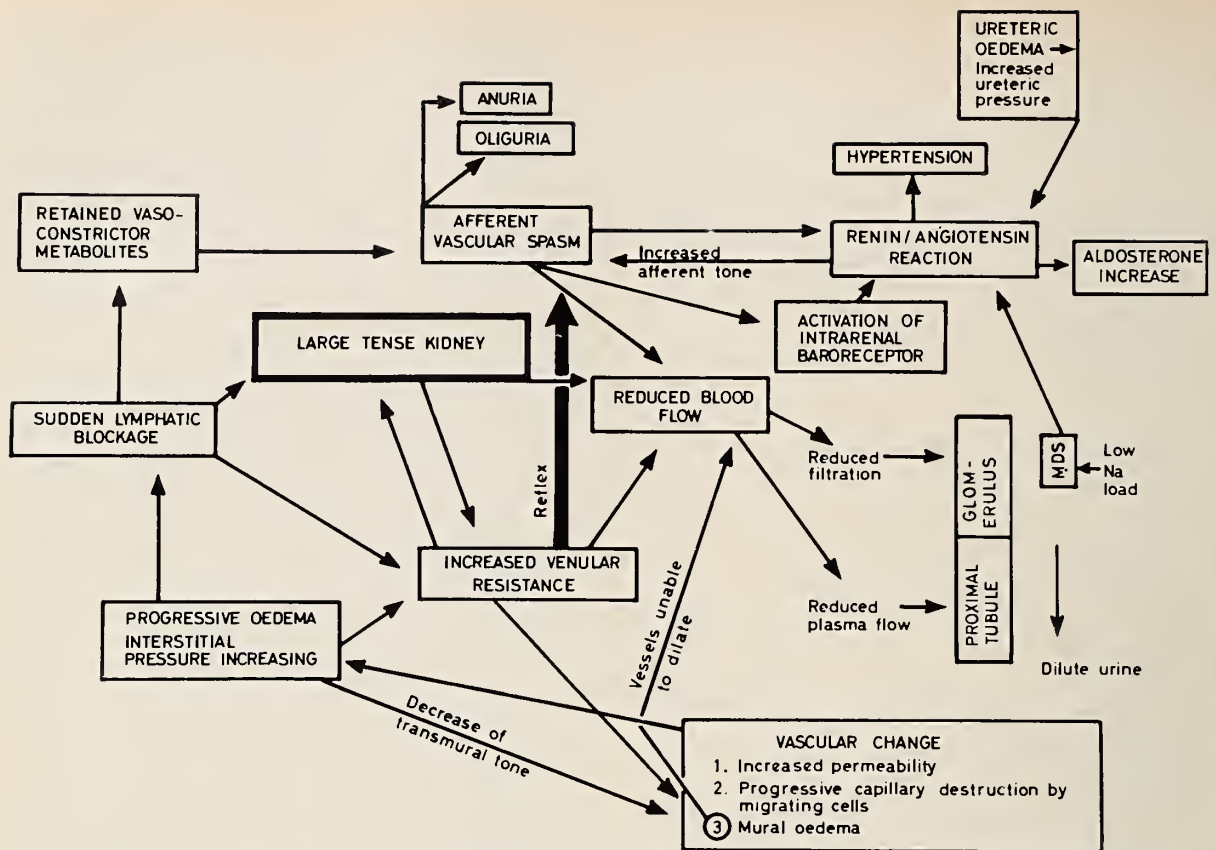 URETERIC
OEDEMA
Increased
ureteric
pressure
ANURIA
OLIGURIA
HYPERTENSION
RETAINED VASO-
CONSTRICTOR
METABOLITES
AFFERENT
VASCULAR SPASM
Increased
afferent tone
RENIN/ANGIOTENSIN
REACTION
ALDOSTERONE
INCREASE
LARGE TENSE KIDNEY
ACTIVATION OF
INTRARENAL
BARORECEPTOR
SUDDEN LYMPHATIC
BLOCKAGE
REDUCED BLOOD
FLOW
Reduced
filtration
GLOM-
ERULUS
M.D.S
Low
Na
load
Reflex
INCREASED VENULAR
RESISTANCE
PROGRESSIVE OEDEMA
INTERSTITIAL
PRESSURE INCREASING
Vessels unable
to dilate
Reduced
plasma flow
PROXIMAL
TUBULE
Dilute urine
Decrease of
transmural tone
VASCULAR CHANGE
1. Increased permeability
2. Progressive capillary destruction by
migrating cells
3 Mural oedema